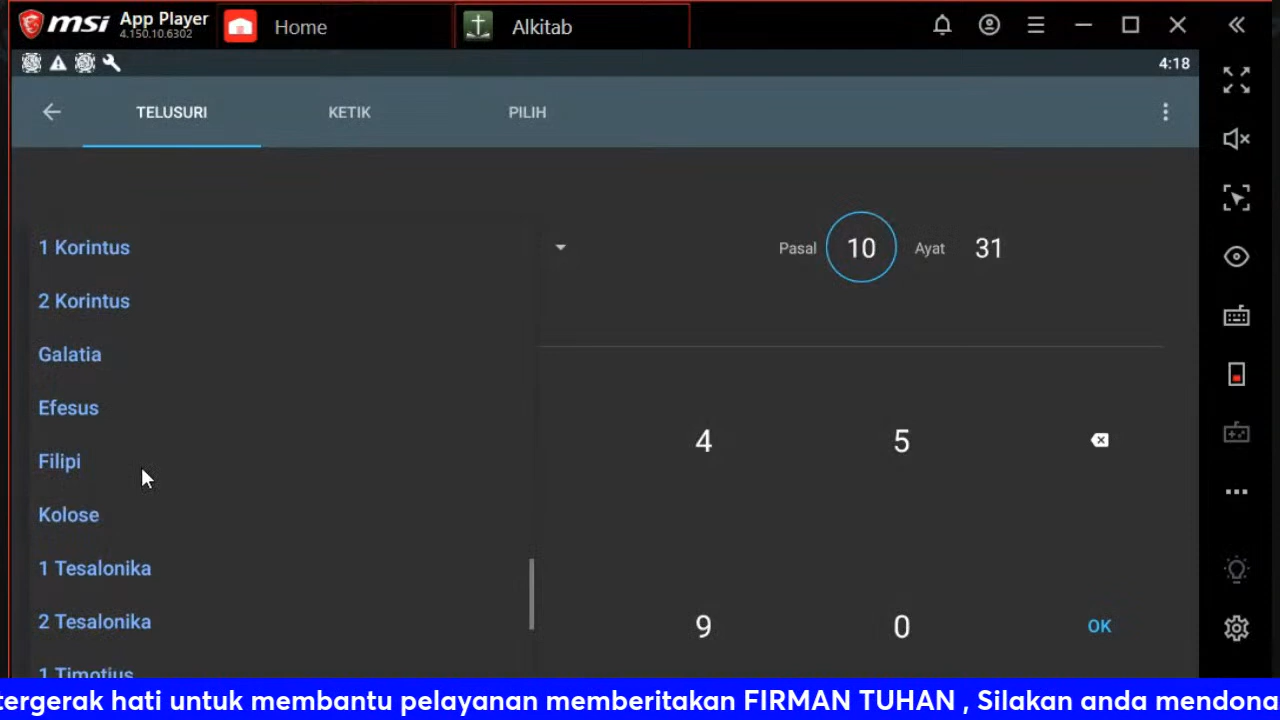 msi App Player
4.150.10.6302
Home
Alkitab
4:18
TELUSURI
KETIK
PILIH
1 Korintus
Pasal 10 Ayat 31
2 Korintus
Galatia
Efesus
4 5
Filipi
Kolose
1 Tesalonika
2 Tesalonika
9 0 OK
1 Timotius
tergerak hati untuk membantu pelayanan memberitakan FIRMAN TUHAN , Silakan anda mendona